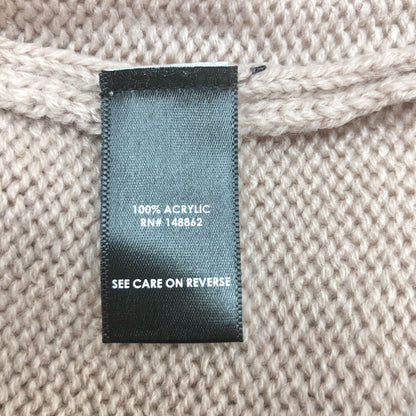 100% ACRYLIC
RN# 148862
SEE CARE ON REVERSE